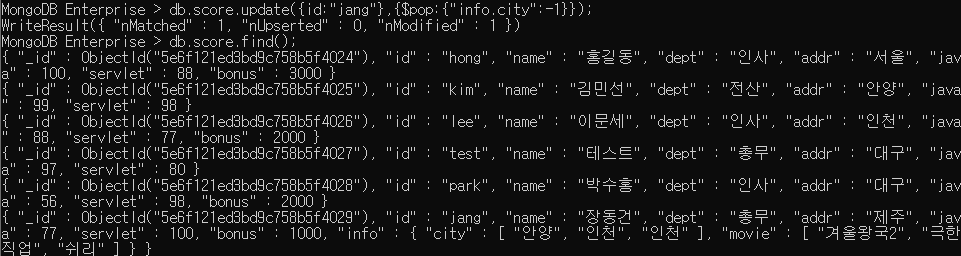 MongoDB Enterprise > db.score.update({id:"jang"},{$pop:{"info.city":-1}});
WriteResult({ "nMatched" : 1, "nUpserted" : 0, "nModified" : 1 })
MongoDB Enterprise > db.score.find();
{ "_id" : ObjectId("5e6f121ed3bd9c758b5f4024"), "id" : "hong", "name" : "홍길동", "dept" : "인사", "addr" : "서울", "jav
a" : 100, "servlet" : 88, "bonus" : 3000 }
{ "_id" : ObjectId("5e6f121ed3bd9c758b5f4025"), "id" : "kim", "name" : "김민선", "dept" : "전산", "addr" : "안양", "java
" : 99, "servlet" : 98 }
{ "_id" : ObjectId("5e6f121ed3bd9c758b5f4026"), "id" : "lee", "name" : "이문세", "dept" : "인사", "addr" : "인천", "java
" : 88, "servlet" : 77, "bonus" : 2000 }
{ "_id" : ObjectId("5e6f121ed3bd9c758b5f4027"), "id" : "test", "name" : "테스트", "dept" : "총무", "addr" : "대구", "jav
a" : 97, "servlet" : 80 }
{ "_id" : ObjectId("5e6f121ed3bd9c758b5f4028"), "id" : "park", "name" : "박수홍", "dept" : "인사", "addr" : "대구", "jav
a" : 56, "servlet" : 98, "bonus" : 2000 }
{ "_id" : ObjectId("5e6f121ed3bd9c758b5f4029"), "id" : "jang", "name" : "장동건", "dept" : "총무", "addr" : "제주", "jav
a" : 77, "servlet" : 100, "bonus" : 1000, "info" : { "city" : [ "안양", "인천", "인천" ], "movie" : [ "겨울왕국2", "극한
직업", "쉬리" ] } }